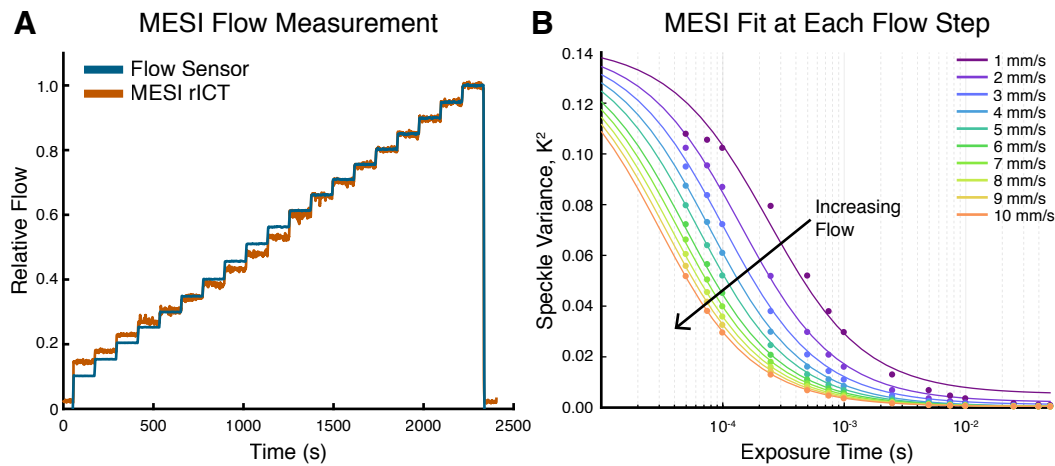 A
MESI Flow Measurement
Flow Sensor
MESI rICT
Relative Flow
1.0
0.8
0.6
0.4
0.2
0
0
500
1000
1500
2000
2500
Time (s)
B
MESI Fit at Each Flow Step
Speckle Variance, K²
0.14
0.12
0.10
0.08
0.06
0.04
0.02
0.00
1 mm/s
2 mm/s
3 mm/s
4 mm/s
5 mm/s
6 mm/s
7 mm/s
8 mm/s
9 mm/s
10 mm/s
Increasing
Flow
10⁻⁴
10⁻³
10⁻²
Exposure Time (s)